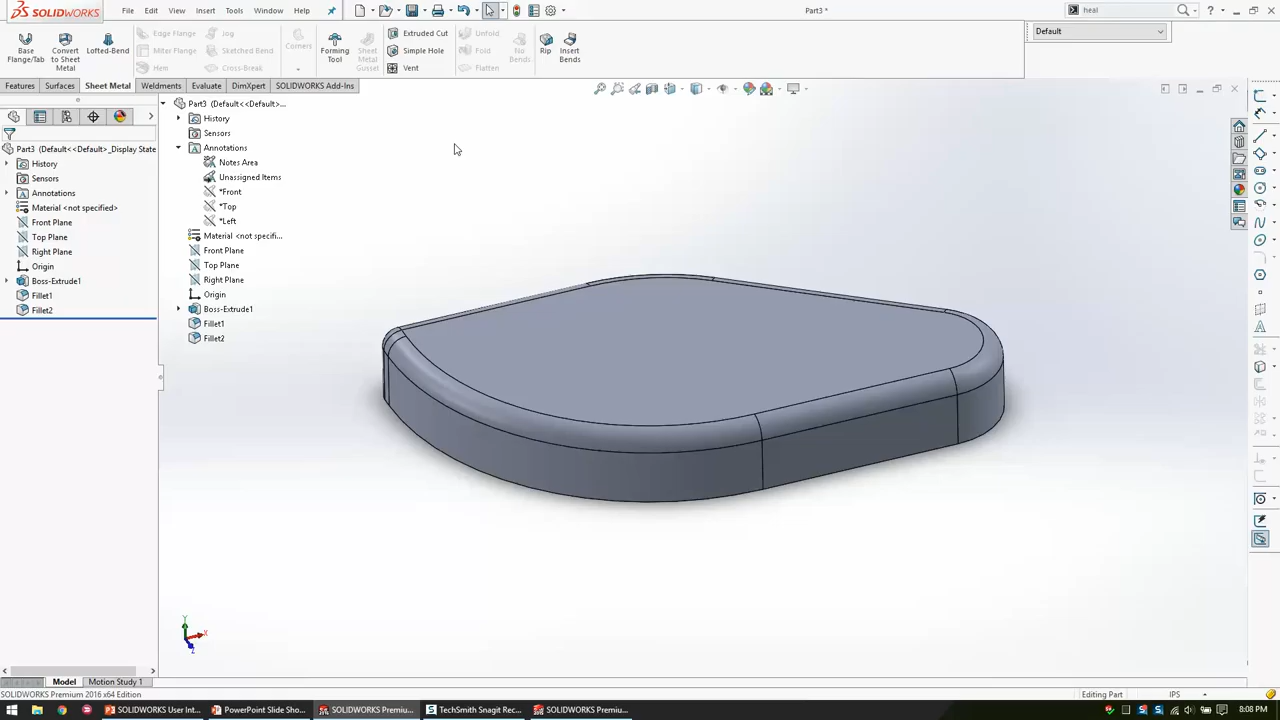 SOLIDWORKS File Edit View Insert Tools Window Help Part3 * heal
Base Flange/Tab
Convert to Sheet Metal
Lofted-Bend
Edge Flange
Miter Flange
Hem
Jog
Sketched Bend
Cross-Break
Corners
Forming Tool
Sheet Metal Gusset
Extruded Cut
Simple Hole
Vent
Unfold
Fold
Flatten
No Bends
Rip
Insert Bends
Default
Features Surfaces Sheet Metal Weldments Evaluate DimXpert SOLIDWORKS Add-Ins
Part3 (Default<<Default>_Display State
History
Sensors
Annotations
Material <not specified>
Front Plane
Top Plane
Right Plane
Origin
Boss-Extrude1
Fillet1
Fillet2
Part3 (Default<<Default>...
History
Sensors
Annotations
Notes Area
Unassigned Items
*Front
*Top
*Left
Material <not specifi...
Front Plane
Top Plane
Right Plane
Origin
Boss-Extrude1
Fillet1
Fillet2
Y
X
Z
Model Motion Study 1
SOLIDWORKS Premium 2016 x64 Edition Editing Part IPS
SOLIDWORKS User Int... PowerPoint Slide Sho... SOLIDWORKS Premiu... TechSmith Snagit Rec... SOLIDWORKS Premiu... 8:08 PM